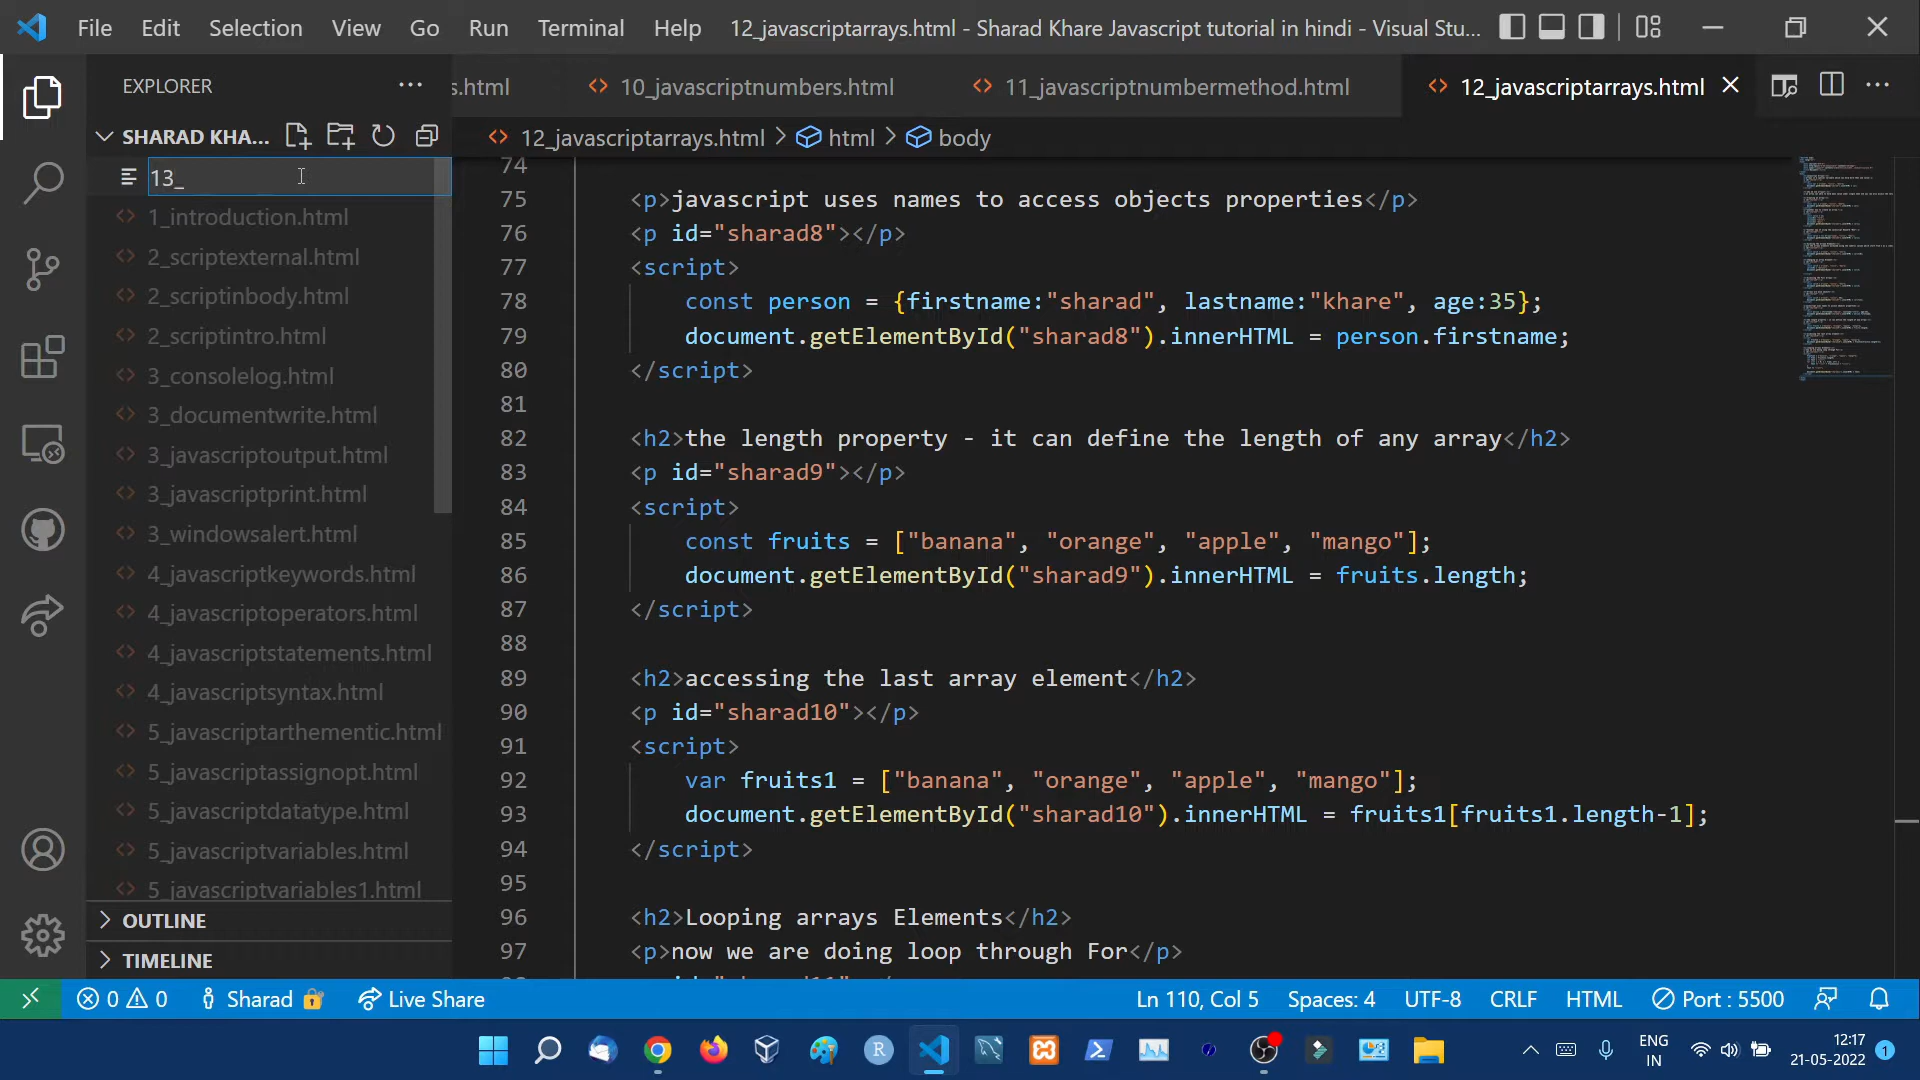 File Edit Selection View Go Run Terminal Help 12_javascriptarrays.html - Sharad Khare Javascript tutorial in hindi - Visual Stu...
EXPLORER
s.html 10_javascriptnumbers.html 11_javascriptnumbermethod.html 12_javascriptarrays.html
SHARAD KHA...
12_javascriptarrays.html > html > body
13_
1_introduction.html
2_scriptexternal.html
2_scriptinbody.html
2_scriptintro.html
3_consolelog.html
3_documentwrite.html
3_javascriptoutput.html
3_javascriptprint.html
3_windowsalert.html
4_javascriptkeywords.html
4_javascriptoperators.html
4_javascriptstatements.html
4_javascriptsyntax.html
5_javascriptarthementic.html
5_javascriptassignopt.html
5_javascriptdatatype.html
5_javascriptvariables.html
5_javascriptvariables1.html
OUTLINE
TIMELINE
74
75 <p>javascript uses names to access objects properties</p>
76 <p id="sharad8"></p>
77 <script>
78 const person = {firstname:"sharad", lastname:"khare", age:35};
79 document.getElementById("sharad8").innerHTML = person.firstname;
80 </script>
81
82 <h2>the length property - it can define the length of any array</h2>
83 <p id="sharad9"></p>
84 <script>
85 const fruits = ["banana", "orange", "apple", "mango"];
86 document.getElementById("sharad9").innerHTML = fruits.length;
87 </script>
88
89 <h2>accessing the last array element</h2>
90 <p id="sharad10"></p>
91 <script>
92 var fruits1 = ["banana", "orange", "apple", "mango"];
93 document.getElementById("sharad10").innerHTML = fruits1[fruits1.length-1];
94 </script>
95
96 <h2>Looping arrays Elements</h2>
97 <p>now we are doing loop through For</p>
0 0 Sharad Live Share Ln 110, Col 5 Spaces: 4 UTF-8 CRLF HTML Port : 5500
ENG
IN
12:17
21-05-2022
1